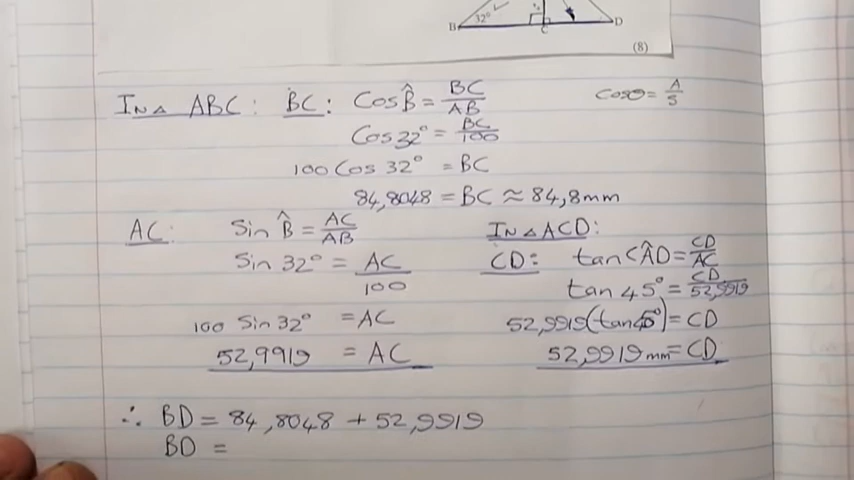 32°
B C D
(8)
IN △ ABC: BC: Cos B̂ = BC/AB
Cosθ = A/S
Cos 32° = BC/100
100 Cos 32° = BC
84,8048 = BC ≈ 84,8mm
AC: Sin B̂ = AC/AB
Sin 32° = AC/100
100 Sin 32° = AC
52,9919 = AC
IN △ ACD:
CD: tan CÂD = CD/AC
tan 45° = CD/52,9919
52,9919(tan45°) = CD
52,9919mm = CD
∴ BD = 84,8048 + 52,9919
BD =